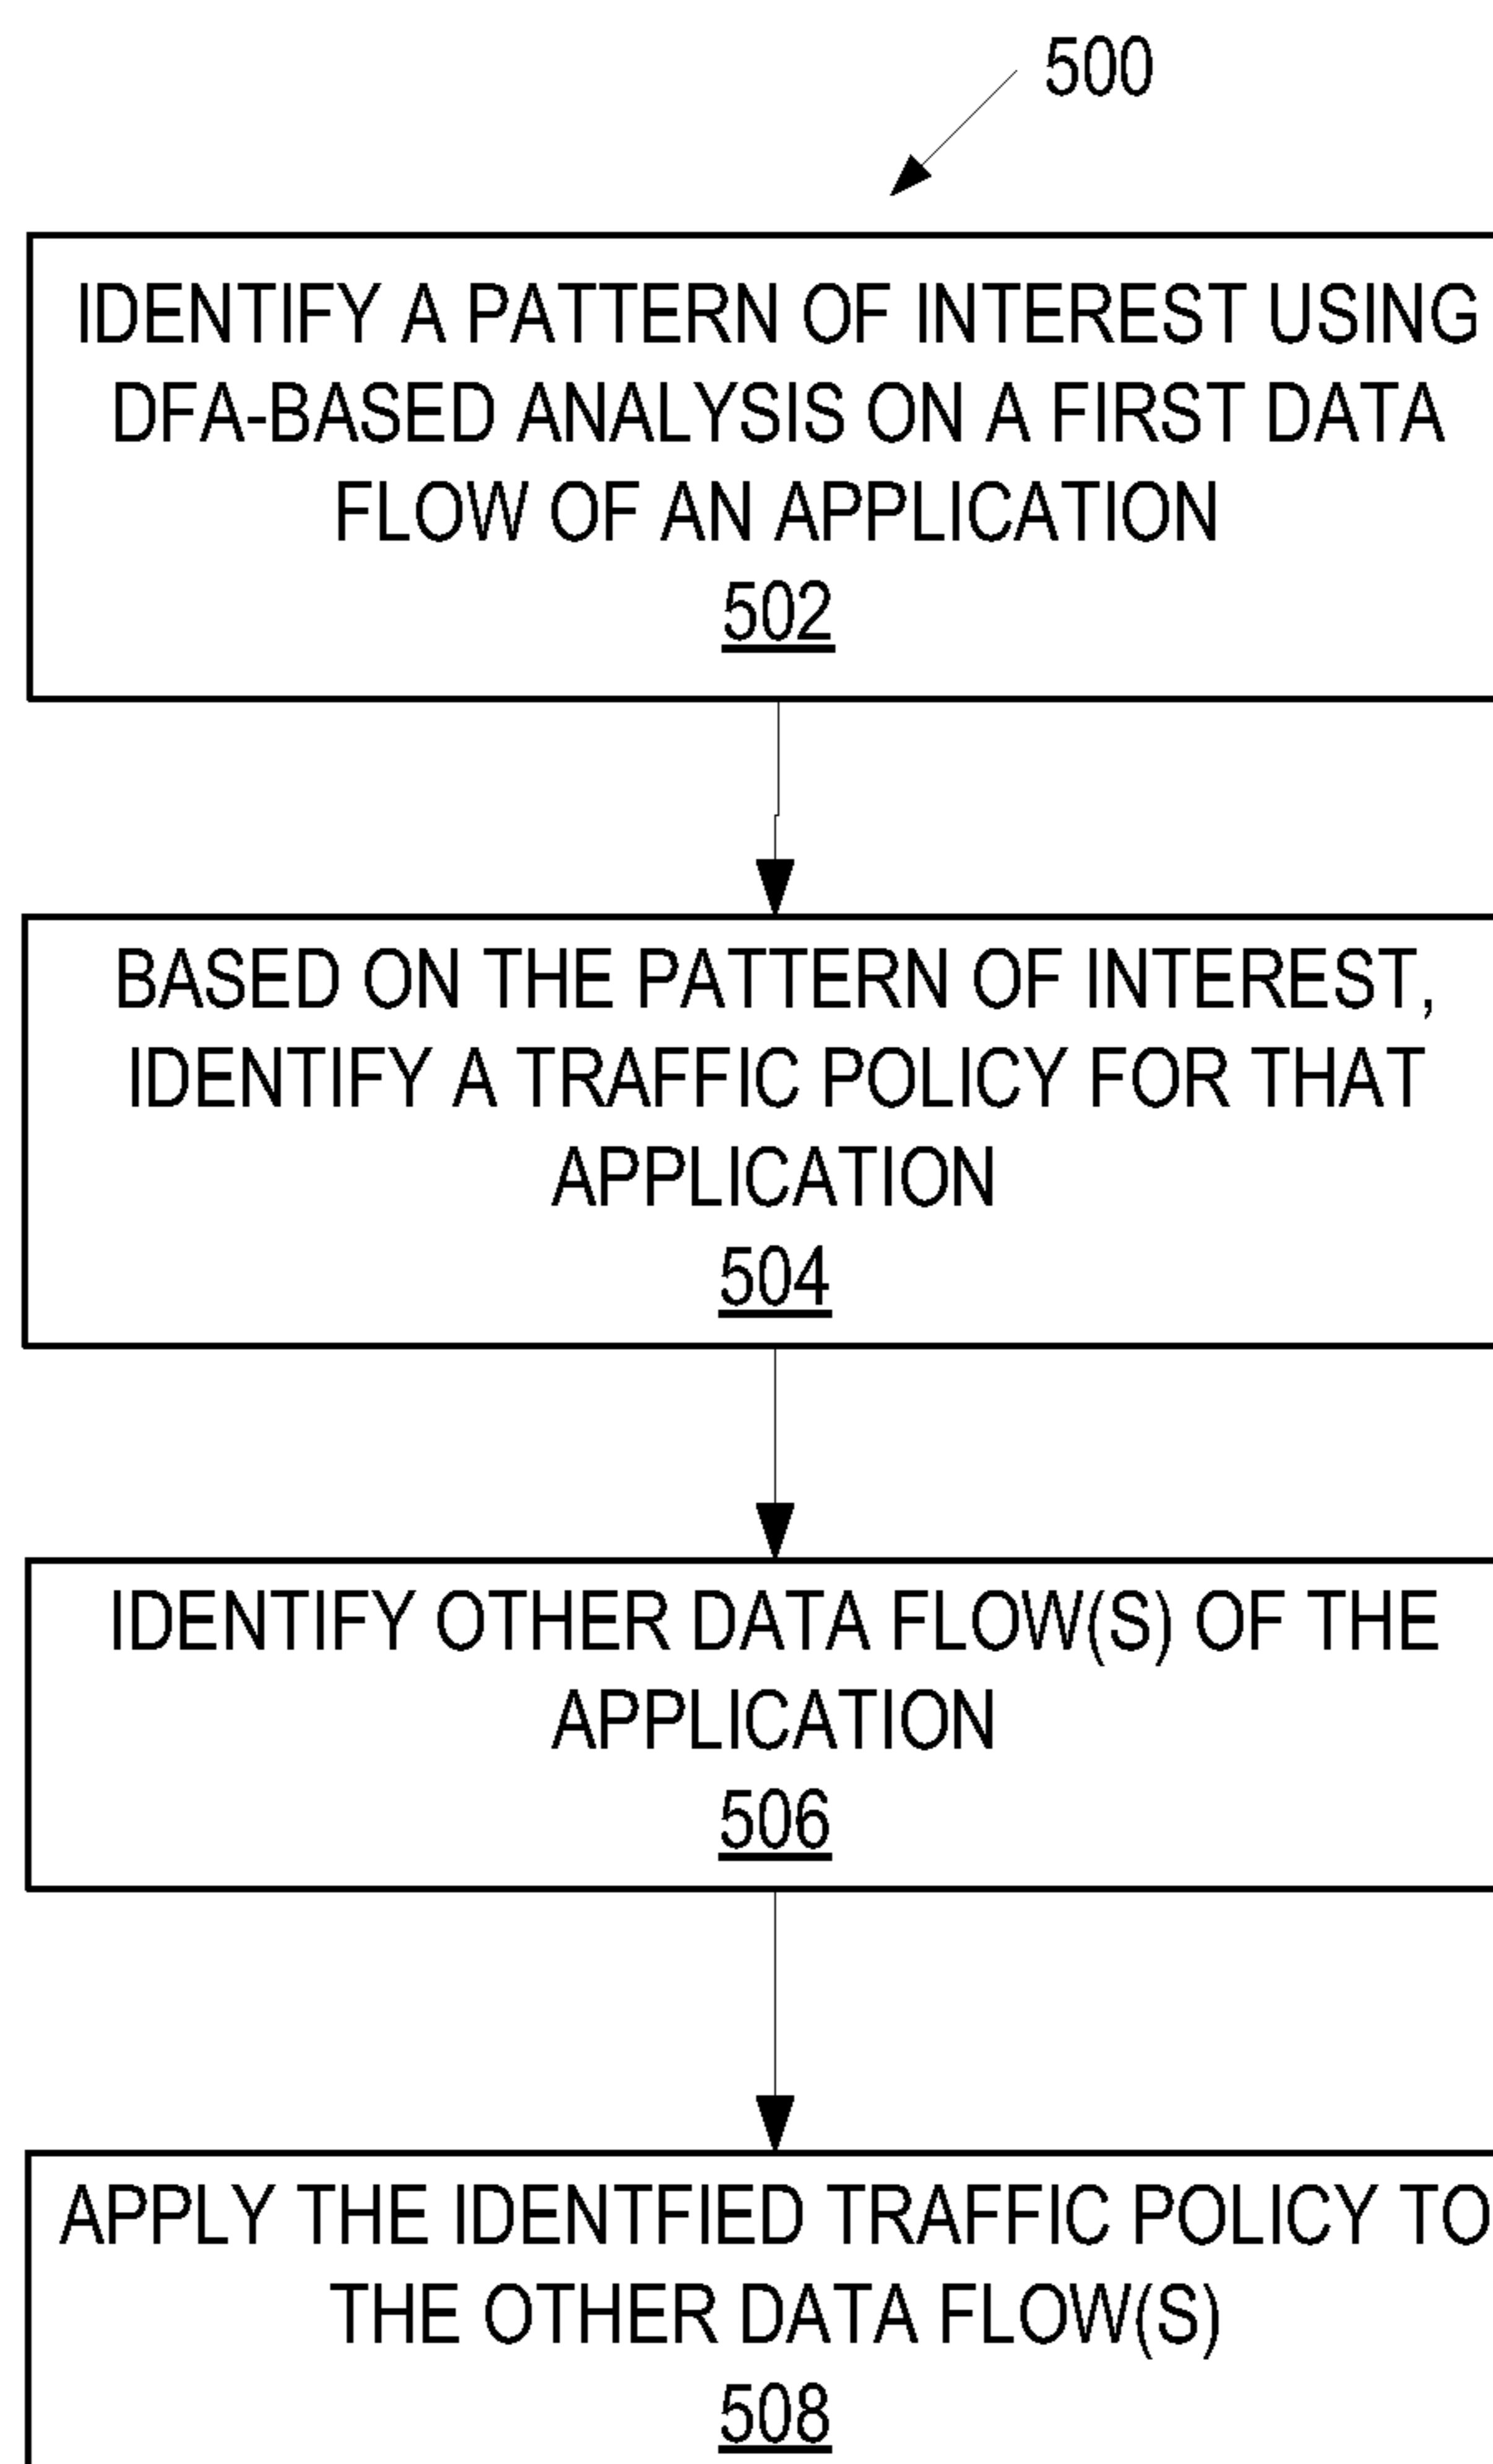 500
IDENTIFY A PATTERN OF INTEREST USING
DFA-BASED ANALYSIS ON A FIRST DATA
FLOW OF AN APPLICATION
502
BASED ON THE PATTERN OF INTEREST,
IDENTIFY A TRAFFIC POLICY FOR THAT
APPLICATION
504
IDENTIFY OTHER DATA FLOW(S) OF THE
APPLICATION
506
APPLY THE IDENTFIED TRAFFIC POLICY TO
THE OTHER DATA FLOW(S)
508